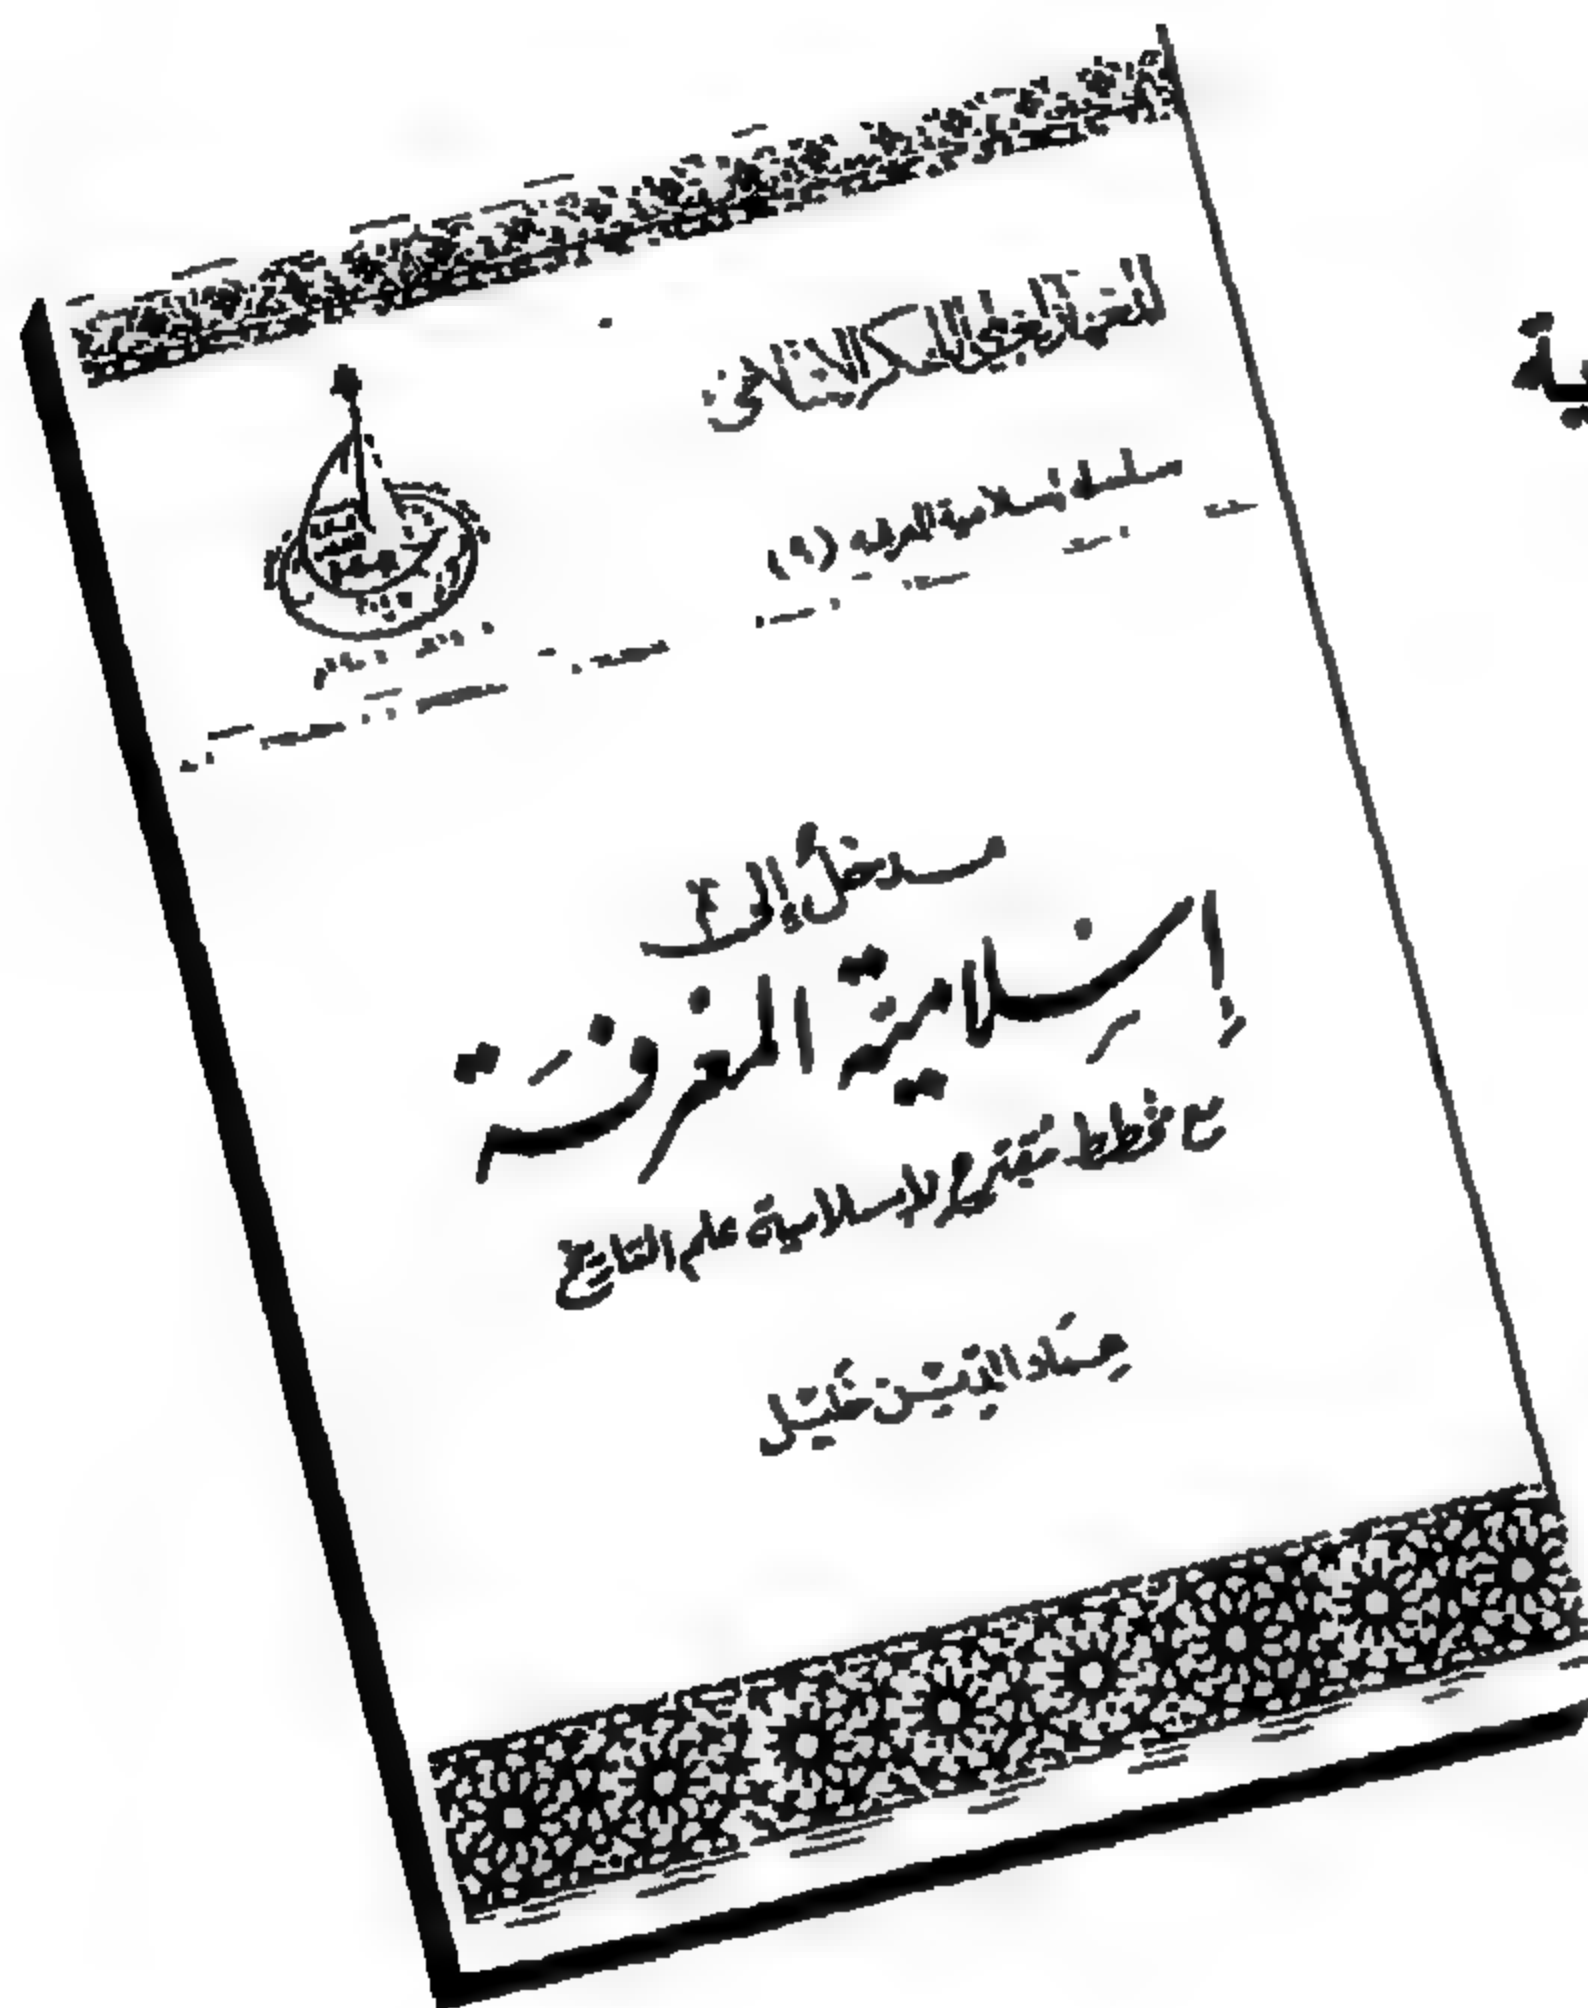 المعهد العالمي للفكر الإسلامي
سلسلة إسلامية المعرفة (٩)
مدخل إلى
إسلامية المعرفة
مع مخطط مقترح لإسلامية علم التاريخ
عماد الدين خليل